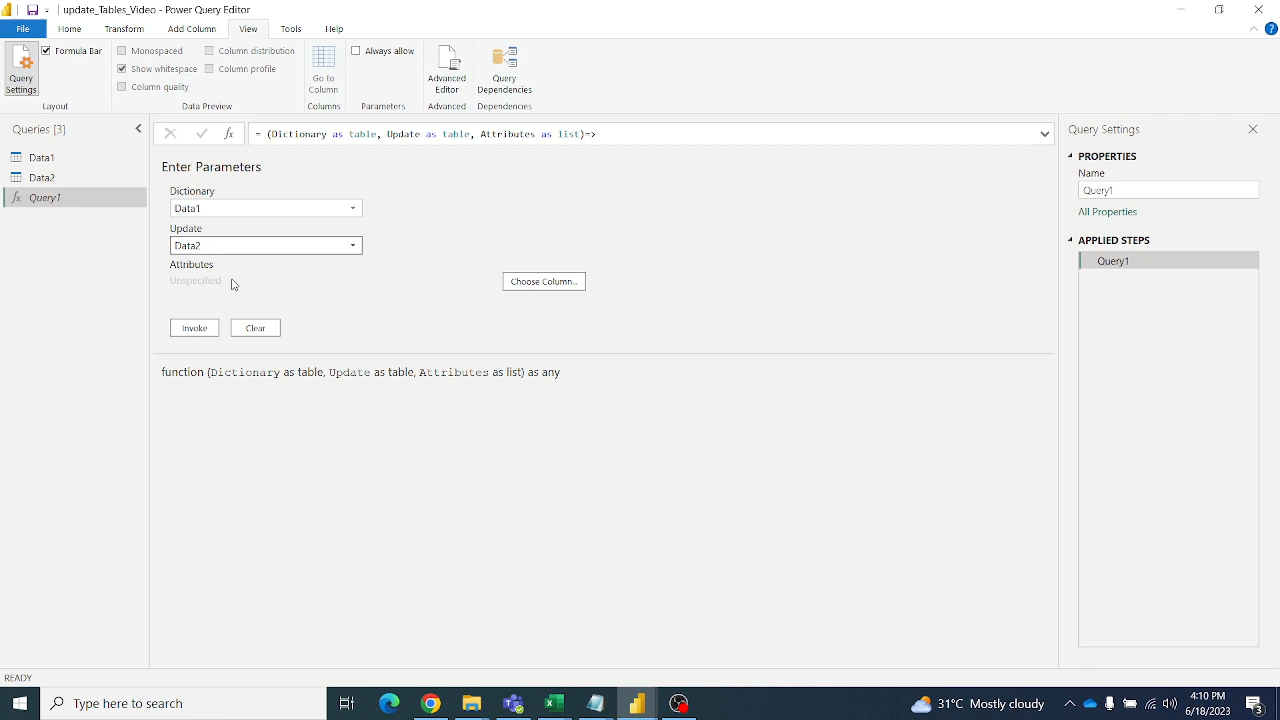 update_Tables_Video - Power Query Editor
File
Home
Transform
Add Column
View
Tools
Help
Query Settings
Formula Bar
Monospaced
Show whitespace
Column quality
Column distribution
Column profile
Go to Column
Always allow
Advanced Editor
Query Dependencies
Layout
Data Preview
Columns
Parameters
Advanced
Dependencies
Queries [3]
Data1
Data2
fx Query1
fx
= (Dictionary as table, Update as table, Attributes as list)=>
Enter Parameters
Dictionary
Data1
Update
Data2
Attributes
Unspecified
Choose Column...
Invoke
Clear
function (Dictionary as table, Update as table, Attributes as list) as any
Query Settings
PROPERTIES
Name
Query1
All Properties
APPLIED STEPS
Query1
READY
Type here to search
31°C Mostly cloudy
4:10 PM
6/18/2023